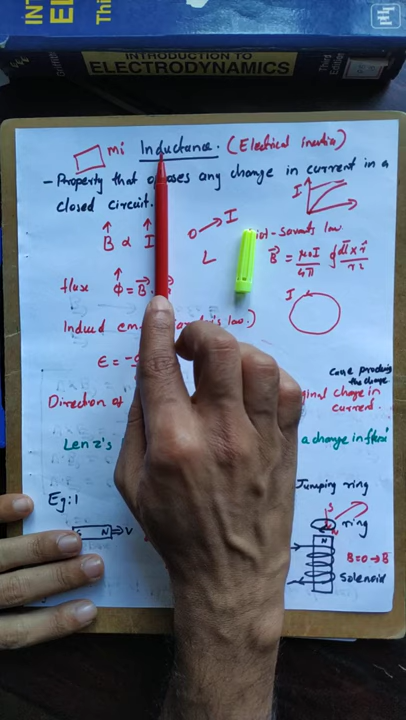 INTRODUCTION TO
ELECTRODYNAMICS
Third
Edition
mi Inductance. (Electrical inertia)
- Property that opposes any change in current in a
closed circuit.
I
B ∝ I
0 → I
L
savart's law
B = μ0I/4π ∮ dl × r̂/r2
flux ϕ = B.
I
Induced em law.)
ε = -
Cause producing
the change
Direction of original change in
current.
Lenz's a change in flux
Eg:1
Jumping ring
S N → V
S
N
ring
N
B=0→B
Solenoid